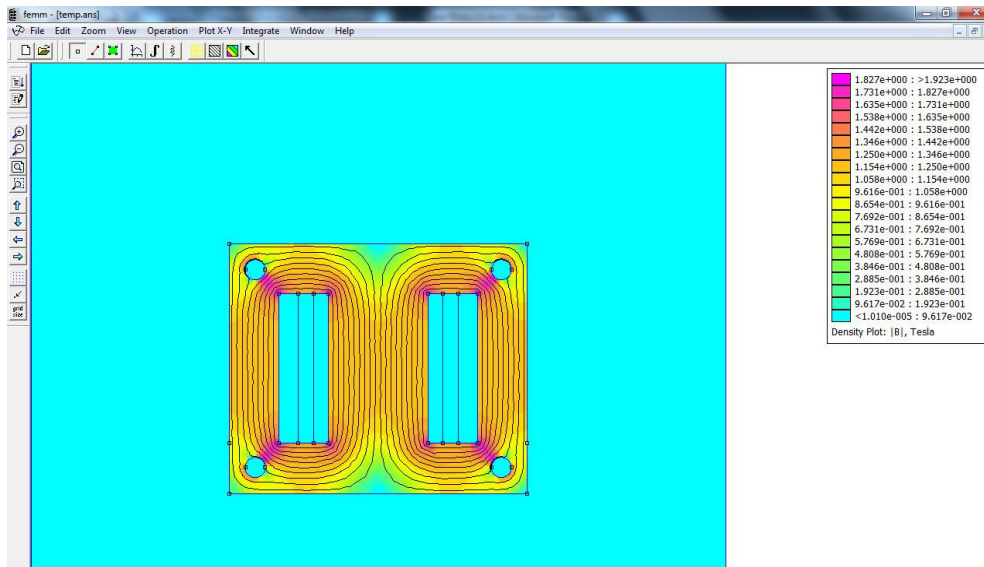 femm - [temp.ans]
File Edit Zoom View Operation Plot X-Y Integrate Window Help
grid
size
1.827e+000 : >1.923e+000
1.731e+000 : 1.827e+000
1.635e+000 : 1.731e+000
1.538e+000 : 1.635e+000
1.442e+000 : 1.538e+000
1.346e+000 : 1.442e+000
1.250e+000 : 1.346e+000
1.154e+000 : 1.250e+000
1.058e+000 : 1.154e+000
9.616e-001 : 1.058e+000
8.654e-001 : 9.616e-001
7.692e-001 : 8.654e-001
6.731e-001 : 7.692e-001
5.769e-001 : 6.731e-001
4.808e-001 : 5.769e-001
3.846e-001 : 4.808e-001
2.885e-001 : 3.846e-001
1.923e-001 : 2.885e-001
9.617e-002 : 1.923e-001
<1.010e-005 : 9.617e-002
Density Plot: |B|, Tesla